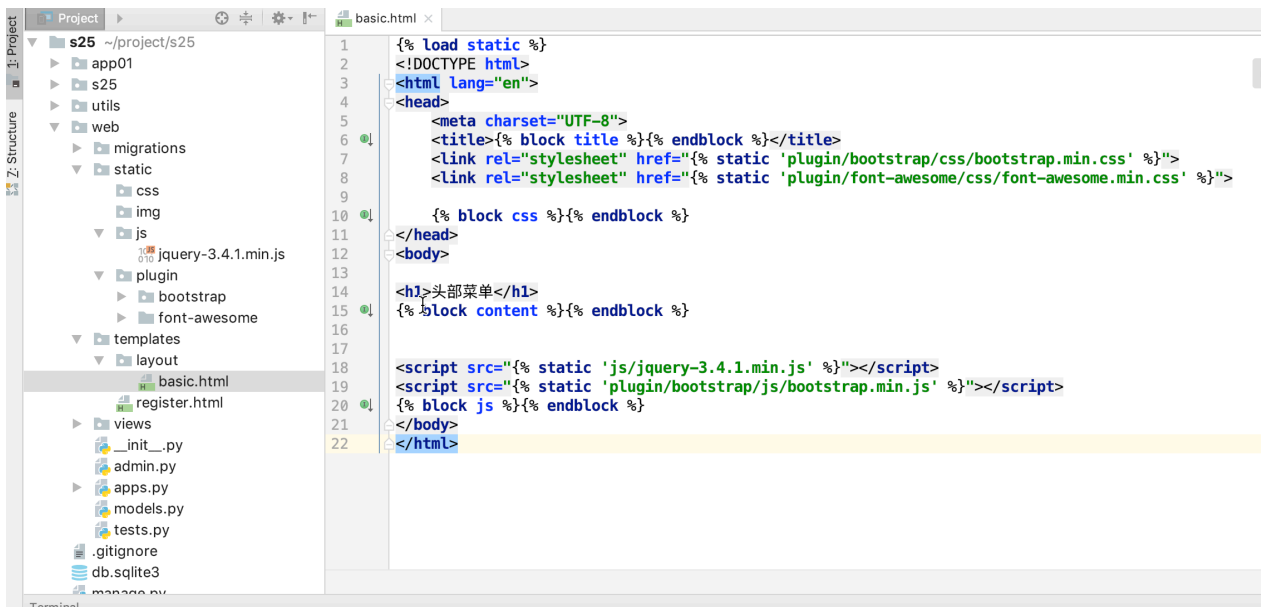 1: Project
Z: Structure
Project
s25 ~/project/s25
app01
s25
utils
web
migrations
static
css
img
js
jquery-3.4.1.min.js
plugin
bootstrap
font-awesome
templates
layout
basic.html
register.html
views
__init__.py
admin.py
apps.py
models.py
tests.py
.gitignore
db.sqlite3
manage.py
Terminal
basic.html
1 {% load static %}
2 <!DOCTYPE html>
3 <html lang="en">
4 <head>
5 <meta charset="UTF-8">
6 <title>{% block title %}{% endblock %}</title>
7 <link rel="stylesheet" href="{% static 'plugin/bootstrap/css/bootstrap.min.css' %}">
8 <link rel="stylesheet" href="{% static 'plugin/font-awesome/css/font-awesome.min.css' %}">
9
10 {% block css %}{% endblock %}
11 </head>
12 <body>
13
14 <h1>头部菜单</h1>
15 {% block content %}{% endblock %}
16
17
18 <script src="{% static 'js/jquery-3.4.1.min.js' %}"></script>
19 <script src="{% static 'plugin/bootstrap/js/bootstrap.min.js' %}"></script>
20 {% block js %}{% endblock %}
21 </body>
22 </html>